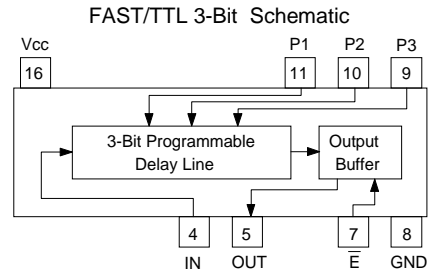 FAST/TTL 3-Bit Schematic
Vcc P1 P2 P3
16 11 10 9
3-Bit Programmable
Delay Line
Output
Buffer
4 5 7 8
IN OUT E̅ GND